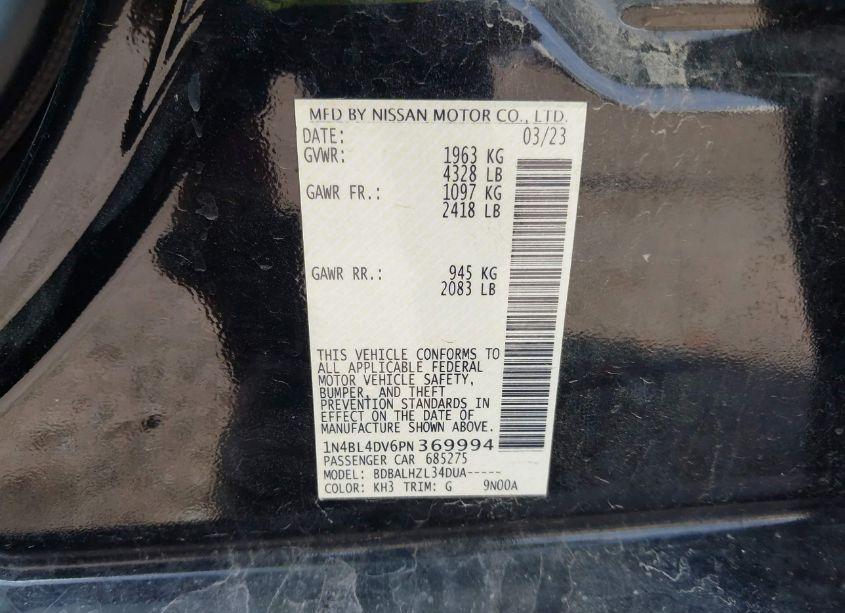 MFD BY NISSAN MOTOR CO., LTD.
DATE: 03/23
GVWR: 1963 KG
4328 LB
GAWR FR.: 1097 KG
2418 LB
GAWR RR.: 945 KG
2083 LB
THIS VEHICLE CONFORMS TO
ALL APPLICABLE FEDERAL
MOTOR VEHICLE SAFETY,
BUMPER, AND THEFT
PREVENTION STANDARDS IN
EFFECT ON THE DATE OF
MANUFACTURE SHOWN ABOVE.
1N4BL4DV6PN369994
PASSENGER CAR 685275
MODEL: BDBALHZL34DUA-----
COLOR: KH3 TRIM: G 9N00A